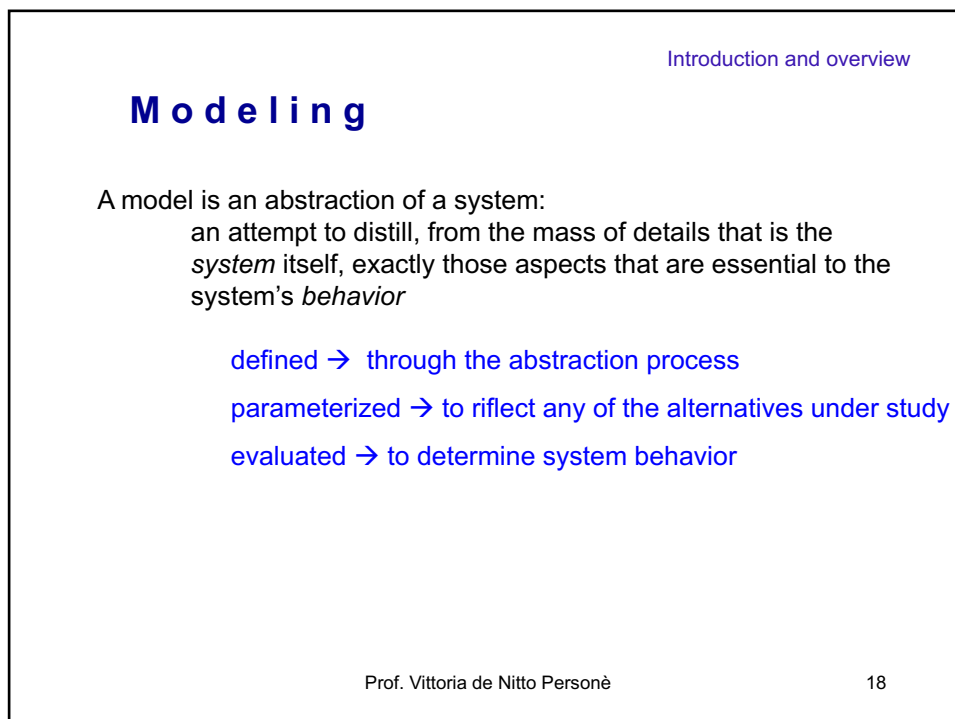 Introduction and overview
M o d e l i n g
A model is an abstraction of a system:
an attempt to distill, from the mass of details that is the
system itself, exactly those aspects that are essential to the
system’s behavior
defined → through the abstraction process
parameterized → to riflect any of the alternatives under study
evaluated → to determine system behavior
Prof. Vittoria de Nitto Personè 18